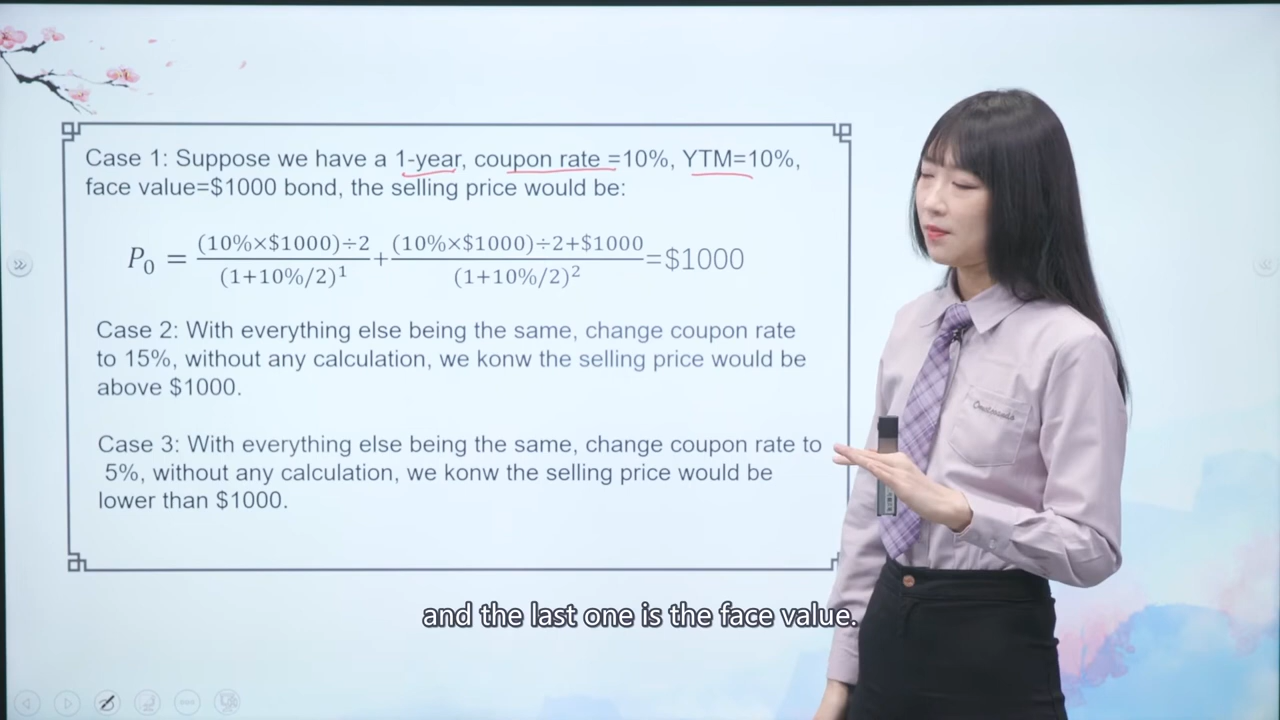 Case 1: Suppose we have a 1-year, coupon rate =10%, YTM=10%,
face value=$1000 bond, the selling price would be:
P₀ = (10%×$1000)÷2/(1+10%/2)¹ + (10%×$1000)÷2+$1000/(1+10%/2)² =$1000
Case 2: With everything else being the same, change coupon rate
to 15%, without any calculation, we konw the selling price would be
above $1000.
Case 3: With everything else being the same, change coupon rate to
5%, without any calculation, we konw the selling price would be
lower than $1000.
and the last one is the face value.